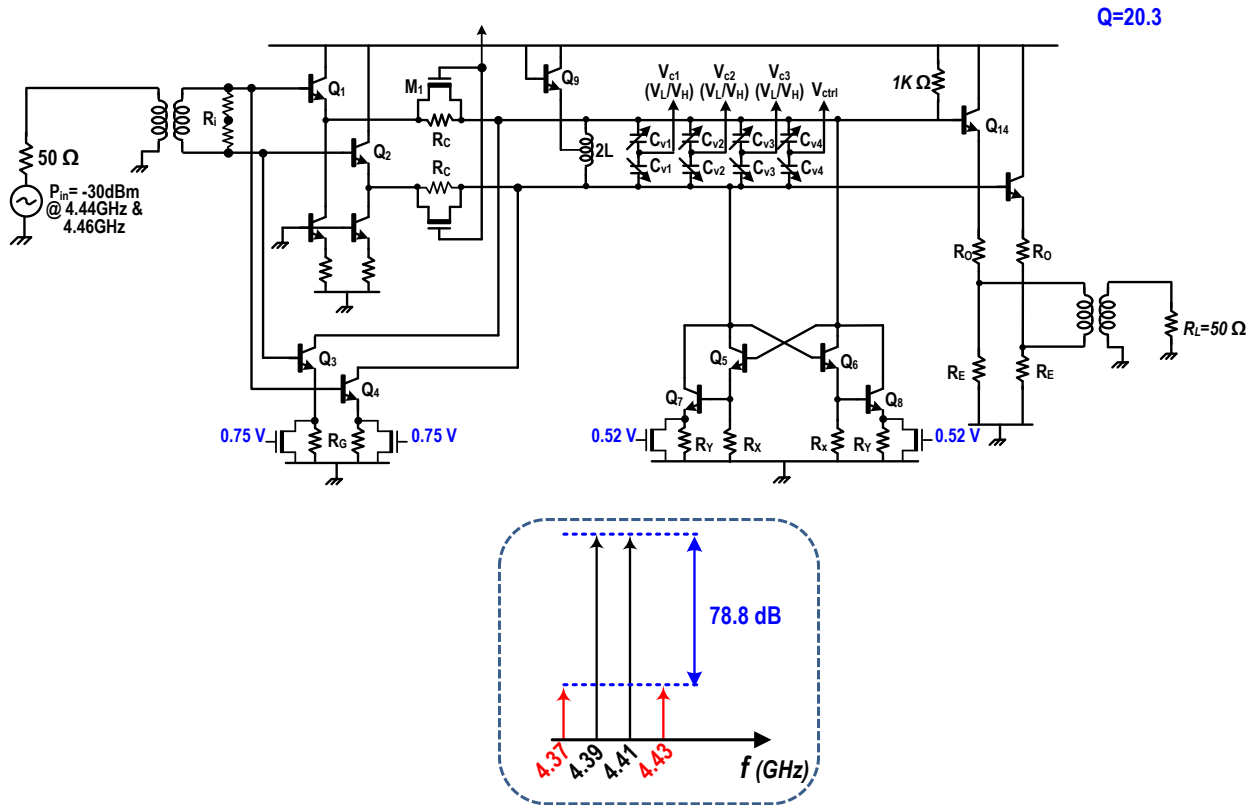 Q=20.3
Q1
M1
RC
RC
Q9
Vc1
(VL/VH)
Vc2
(VL/VH)
Vc3
(VL/VH)
Vctrl
1K Ω
Q14
Ri
50 Ω
Pin= -30dBm
@ 4.44GHz &
4.46GHz
Q2
2L
Cv1
Cv2
Cv3
Cv4
Cv1
Cv2
Cv3
Cv4
Q3
Q4
0.75 V
RG
0.75 V
Q5
Q6
Q7
Q8
0.52 V
RY
RX
Rx
RY
0.52 V
RO
RO
RE
RE
RL=50 Ω
78.8 dB
4.37
4.39
4.41
4.43
f (GHz)